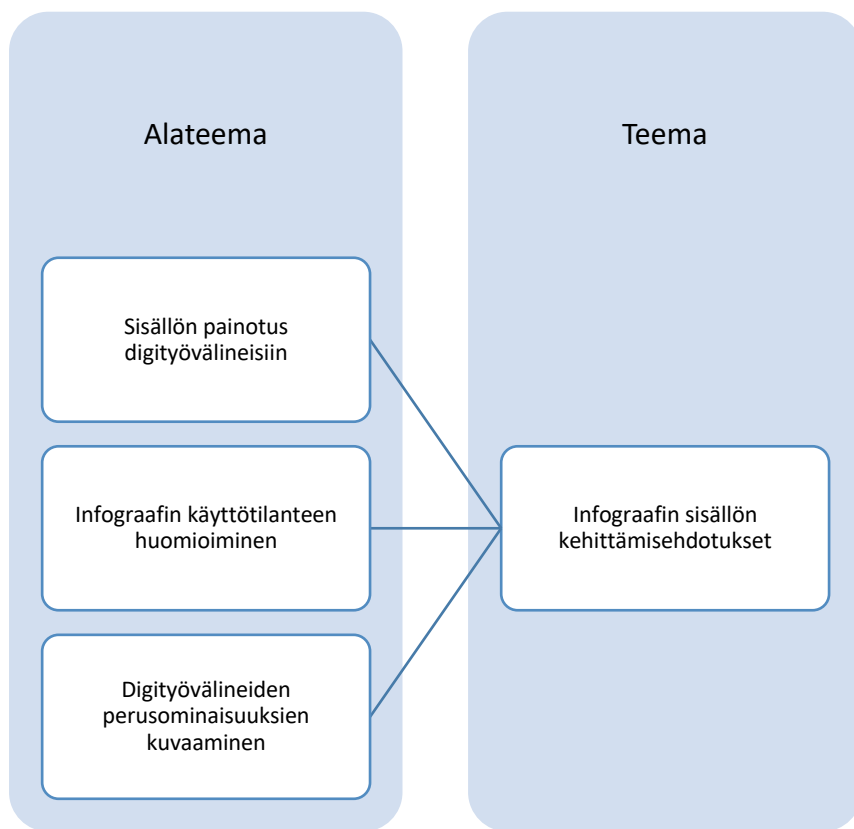 Alateema
Teema
Sisällön painotus
digityövälineisiin
Infograafin käyttötilanteen
huomioiminen
Infograafin sisällön
kehittämisehdotukset
Digityövälineiden
perusominaisuuksien
kuvaaminen